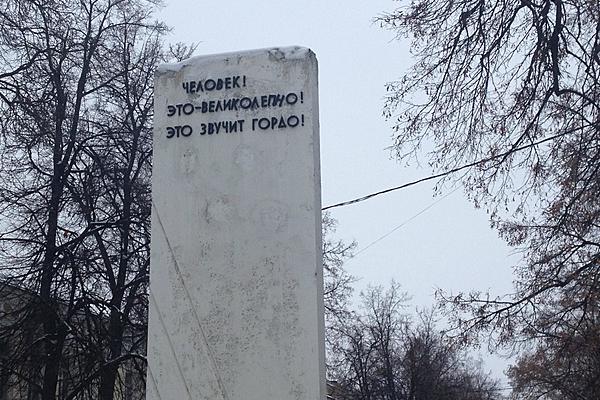 ЧЕЛОВЕК!
ЭТО-ВЕЛИКОЛЕПНО!
ЭТО ЗВУЧИТ ГОРДО!